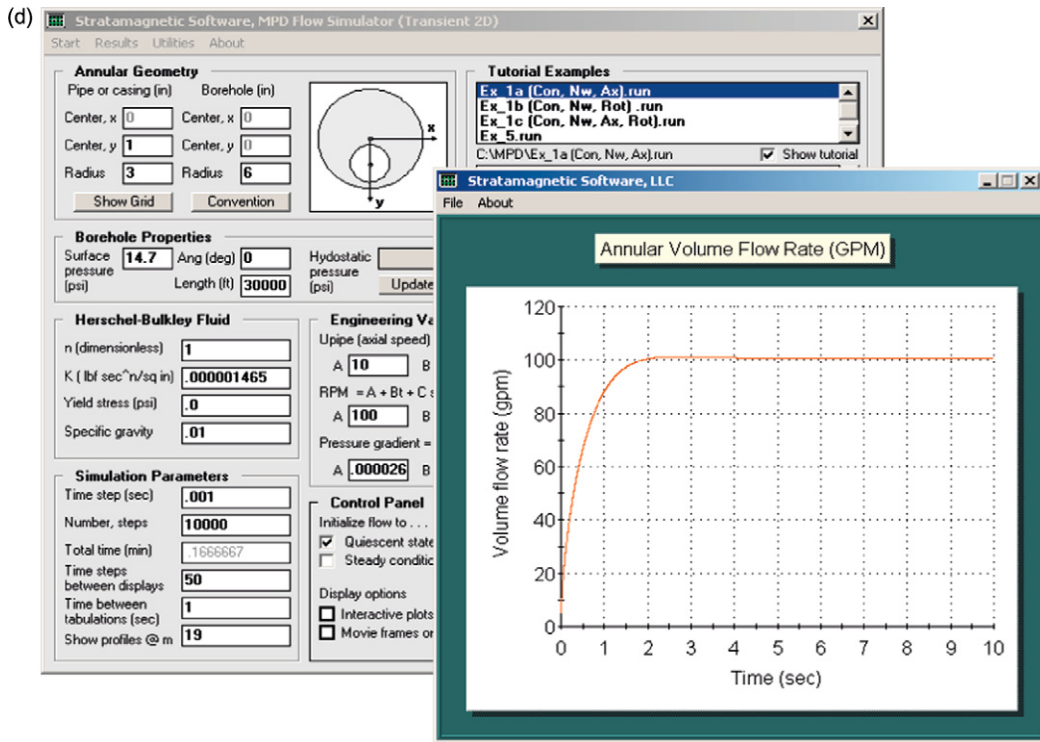 (d)
Stratamagnetic Software, MPD Flow Simulator (Transient 2D)
Start Results Utilities About
Annular Geometry
Pipe or casing (in) Borehole (in)
Center, x 0 Center, x 0
Center, y 1 Center, y 0
Radius 3 Radius 6
Show Grid Convention
x
y
Tutorial Examples
Ex_1a (Con, Nw, Ax).run
Ex_1b (Con, Nw, Rot) .run
Ex_1c (Con, Nw, Ax, Rot).run
Ex_5.run
C:\MPD\Ex_1a (Con, Nw, Ax).run Show tutorial
Borehole Properties
Surface pressure (psi) 14.7 Ang (deg) 0
Length (ft) 30000
Hydostatic pressure (psi)
Update
Herschel-Bulkley Fluid
n (dimensionless) 1
K ( lbf sec^n/sq in) .000001465
Yield stress (psi) .0
Specific gravity .01
Engineering Va
Upipe (axial speed)
A 10 B
RPM = A + Bt + C s
A 100 B
Pressure gradient =
A .000026 B
Simulation Parameters
Time step (sec) .001
Number, steps 10000
Total time (min) .1666667
Time steps between displays 50
Time between tabulations (sec) 1
Show profiles @ m 19
Control Panel
Initialize flow to . . .
Quiescent state
Steady conditic
Display options
Interactive plots
Movie frames or
Stratamagnetic Software, LLC
File About
Annular Volume Flow Rate (GPM)
Volume flow rate (gpm)
120
100
80
60
40
20
0
0 1 2 3 4 5 6 7 8 9 10
Time (sec)